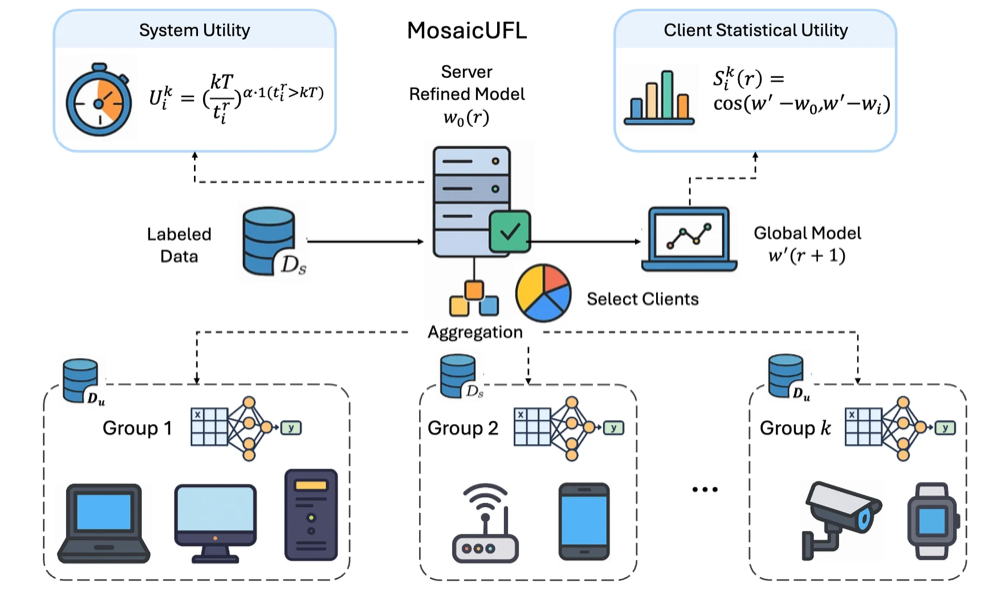 System Utility
U_i^k = (kT/t_i^r)^{α·1(t_i^r>kT)}
MosaicUFL
Client Statistical Utility
S_i^k(r) =
cos(w′ −w₀,w′−w_i)
Server
Refined Model
w₀(r)
Labeled
Data
D_s
Global Model
w′(r + 1)
Select Clients
Aggregation
D_u
Group 1
x
y
D_s
Group 2
x
y
...
D_u
Group k
x
y